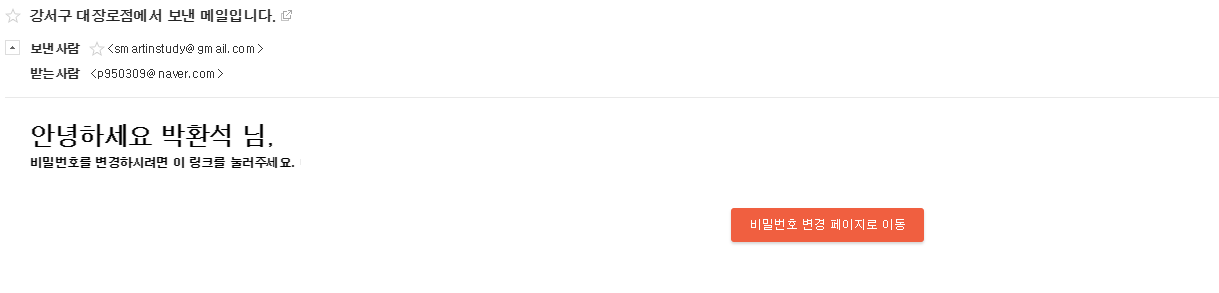 강서구 대장로점에서 보낸 메일입니다.
보낸사람 <smartinstudy@gmail.com>
받는사람 <p950309@naver.com>
안녕하세요 박환석 님,
비밀번호를 변경하시려면 이 링크를 눌러주세요.
비밀번호 변경 페이지로 이동